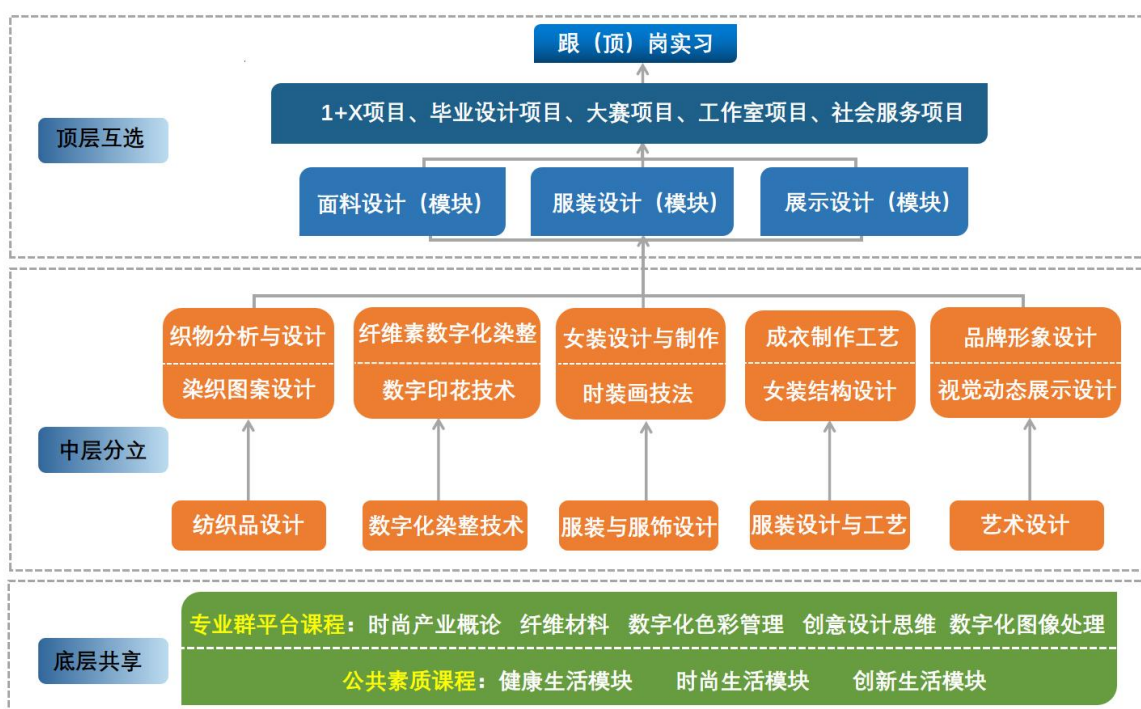 跟（顶）岗实习
1+X项目、毕业设计项目、大赛项目、工作室项目、社会服务项目
顶层互选
面料设计（模块）
服装设计（模块）
展示设计（模块）
织物分析与设计
染织图案设计
纤维素数字化染整
数字印花技术
女装设计与制作
时装画技法
成衣制作工艺
女装结构设计
品牌形象设计
视觉动态展示设计
中层分立
纺织品设计
数字化染整技术
服装与服饰设计
服装设计与工艺
艺术设计
底层共享
专业群平台课程：时尚产业概论 纤维材料 数字化色彩管理 创意设计思维 数字化图像处理
公共素质课程：健康生活模块 时尚生活模块 创新生活模块